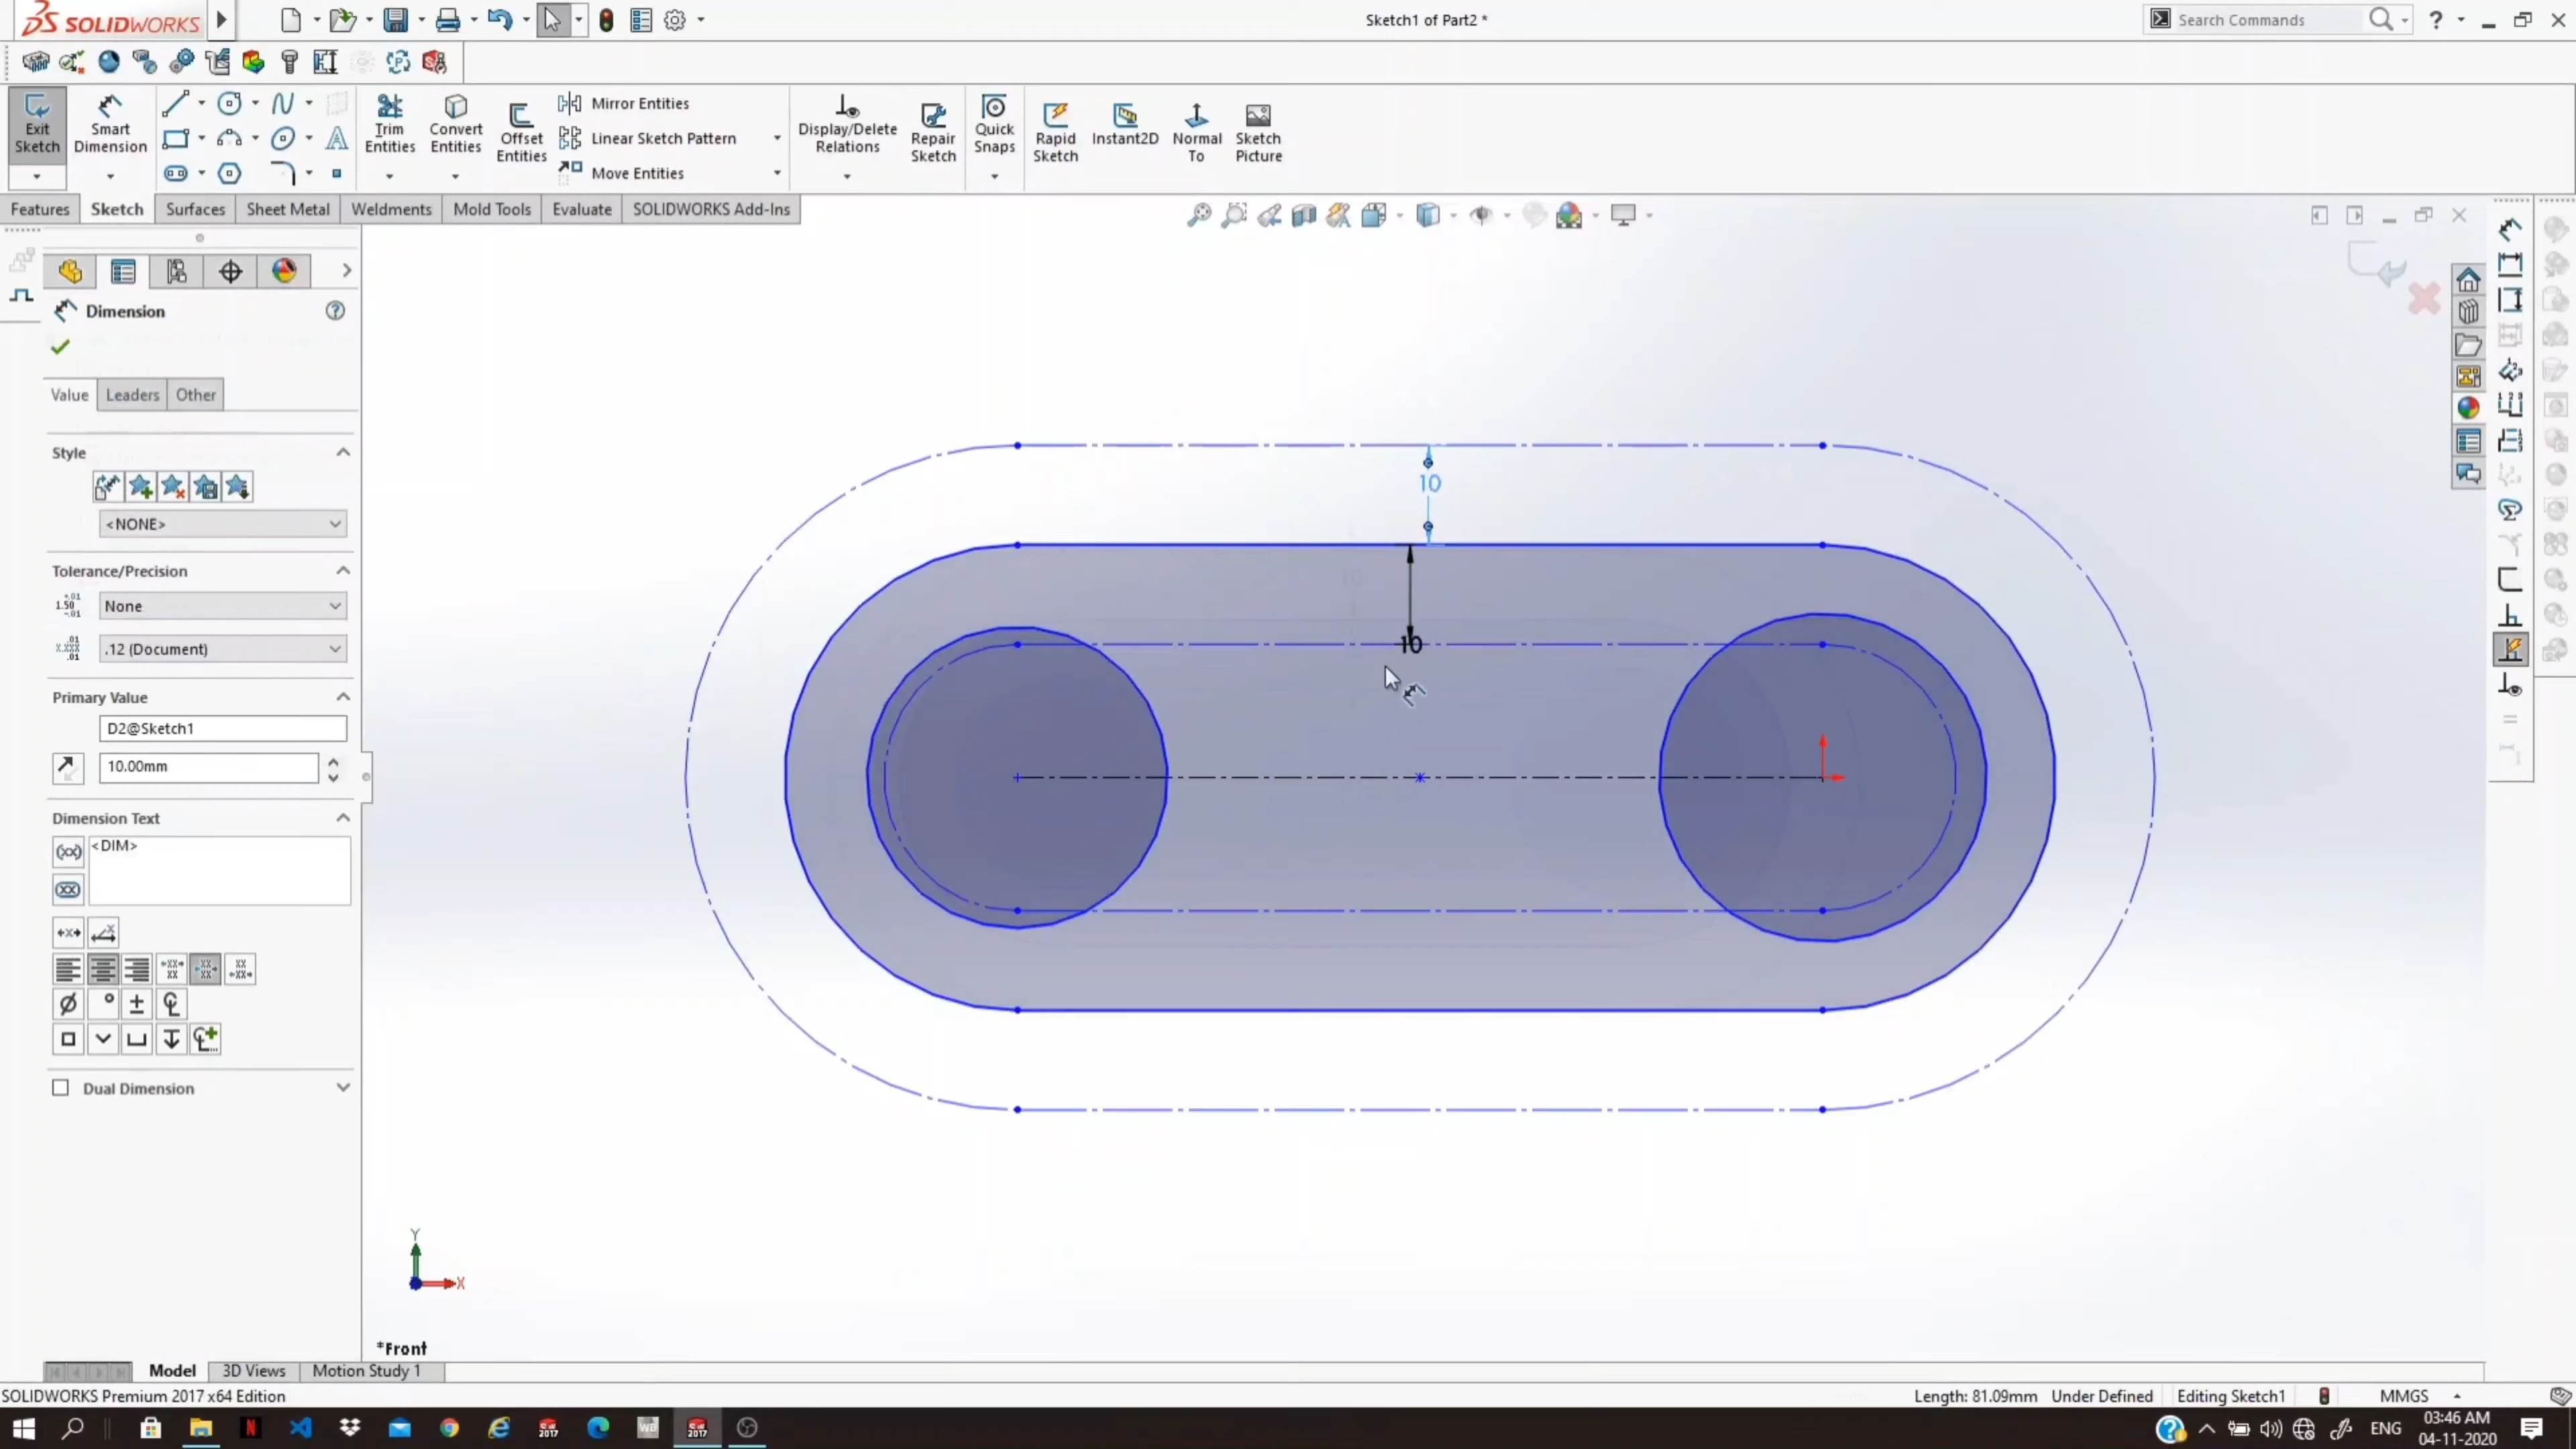 SOLIDWORKS
Sketch1 of Part2 *
Search Commands
Exit Sketch
Smart Dimension
Trim Entities
Convert Entities
Offset Entities
Mirror Entities
Linear Sketch Pattern
Move Entities
Display/Delete Relations
Repair Sketch
Quick Snaps
Rapid Sketch
Instant2D
Normal To
Sketch Picture
Features
Sketch
Surfaces
Sheet Metal
Weldments
Mold Tools
Evaluate
SOLIDWORKS Add-Ins
Dimension
Value
Leaders
Other
Style
<NONE>
Tolerance/Precision
None
.12 (Document)
Primary Value
D2@Sketch1
10.00mm
Dimension Text
<DIM>
Dual Dimension
10
10
Y
X
*Front
Model
3D Views
Motion Study 1
SOLIDWORKS Premium 2017 x64 Edition
Length: 81.09mm
Under Defined
Editing Sketch1
MMGS
ENG
03:46 AM
04-11-2020